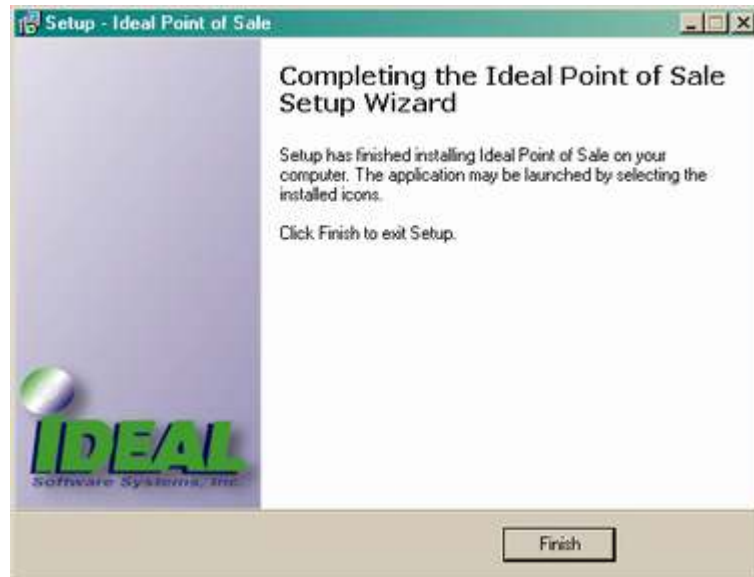 Setup - Ideal Point of Sale
Completing the Ideal Point of Sale
Setup Wizard
Setup has finished installing Ideal Point of Sale on your
computer. The application may be launched by selecting the
installed icons.
Click Finish to exit Setup.
IDEAL
Software Systems, Inc.
Finish